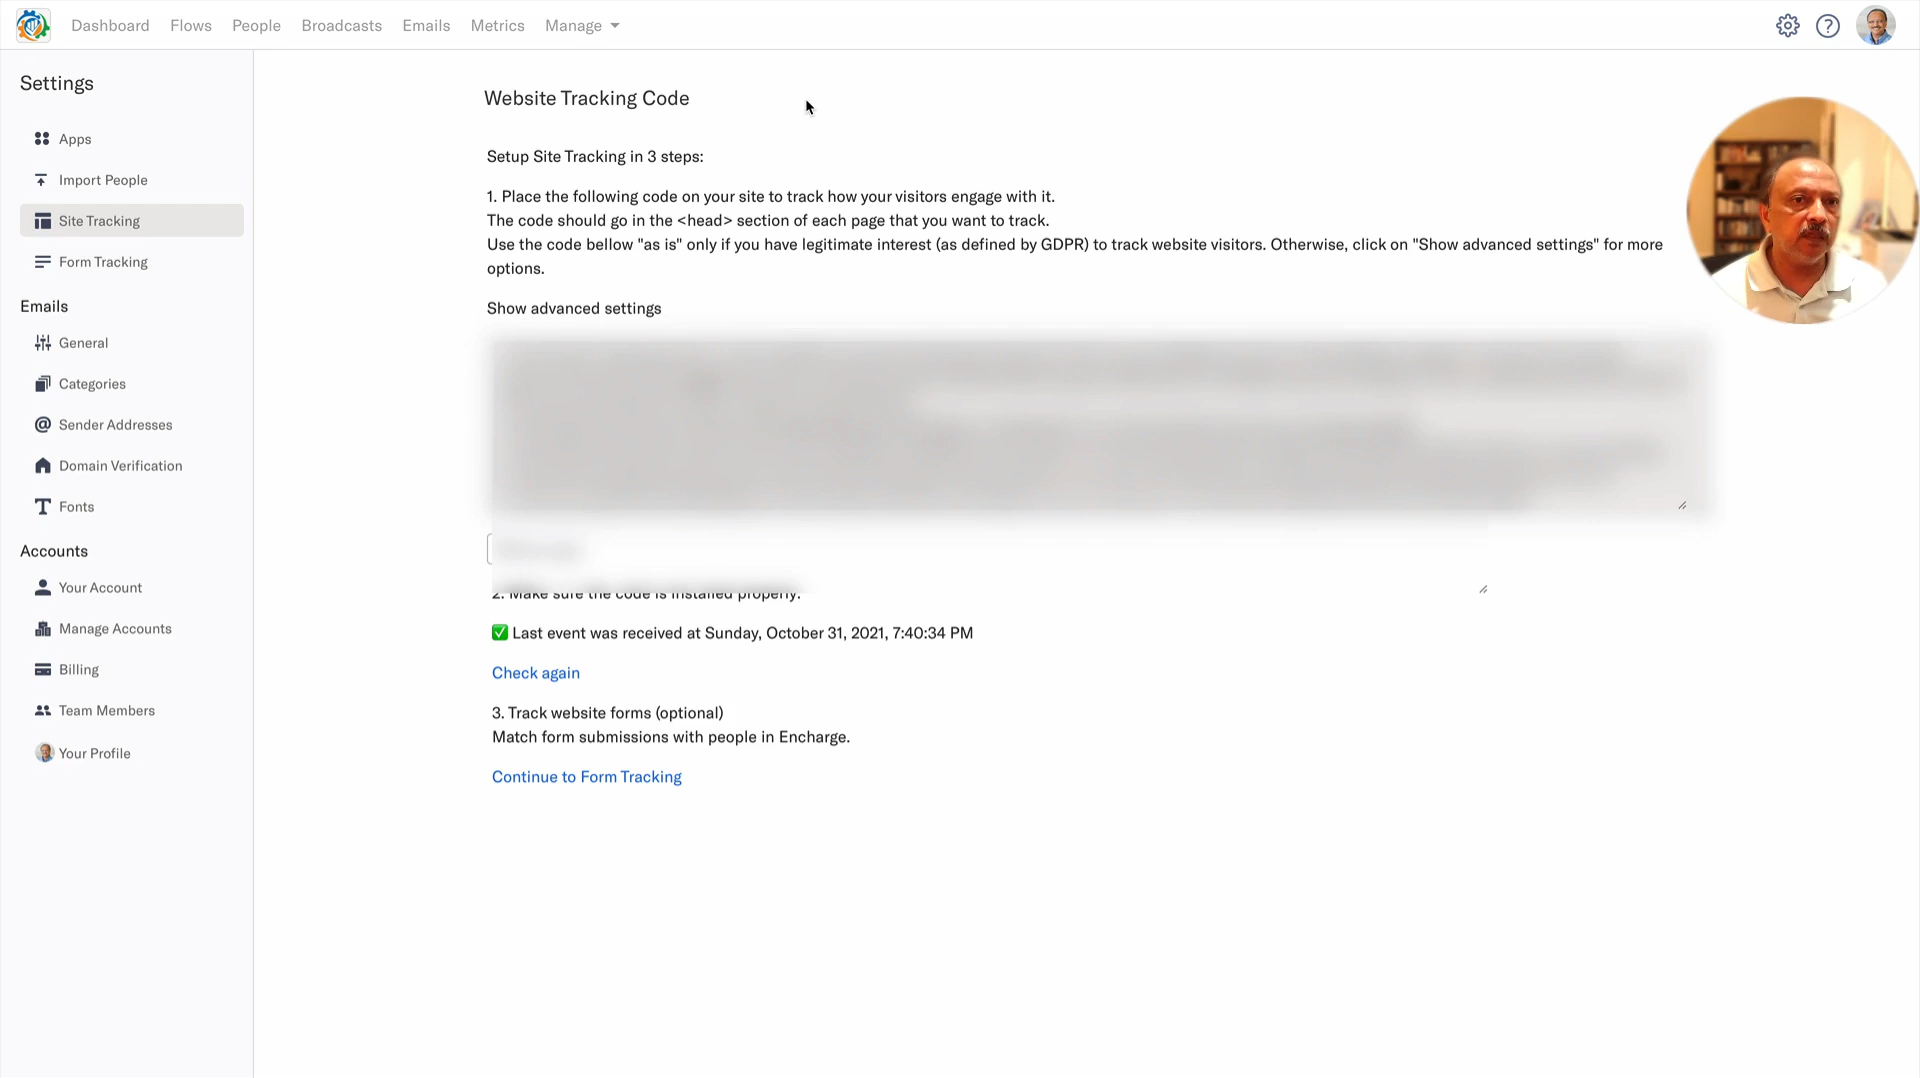 Dashboard Flows People Broadcasts Emails Metrics Manage
Settings
Apps
Import People
Site Tracking
Form Tracking
Emails
General
Categories
Sender Addresses
Domain Verification
Fonts
Accounts
Your Account
Manage Accounts
Billing
Team Members
Your Profile
Website Tracking Code
Setup Site Tracking in 3 steps:
1. Place the following code on your site to track how your visitors engage with it.
The code should go in the <head> section of each page that you want to track.
Use the code bellow "as is" only if you have legitimate interest (as defined by GDPR) to track website visitors. Otherwise, click on "Show advanced settings" for more
options.
Show advanced settings
2. Make sure the code is installed properly.
Last event was received at Sunday, October 31, 2021, 7:40:34 PM
Check again
3. Track website forms (optional)
Match form submissions with people in Encharge.
Continue to Form Tracking